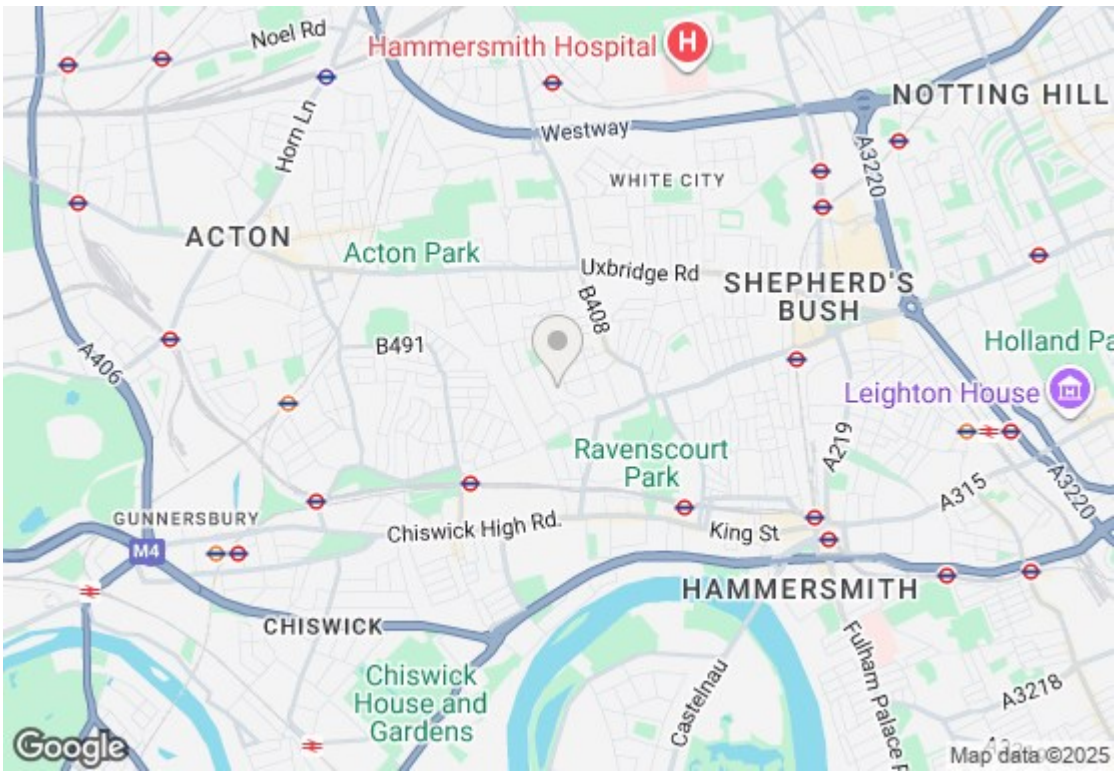 Noel Rd
Hammersmith Hospital
H
NOTTING HILL
Horn Ln
Westway
A3220
WHITE CITY
ACTON
Acton Park
Uxbridge Rd
SHEPHERD'S
BUSH
B408
B491
A406
Holland Pa
Leighton House
Ravenscourt
Park
A219
A315
A3220
GUNNERSBURY
Chiswick High Rd.
King St
M4
HAMMERSMITH
CHISWICK
Chiswick
House and
Gardens
Castelnau
Fulham Palace R
A3218
Google
Map data ©2025